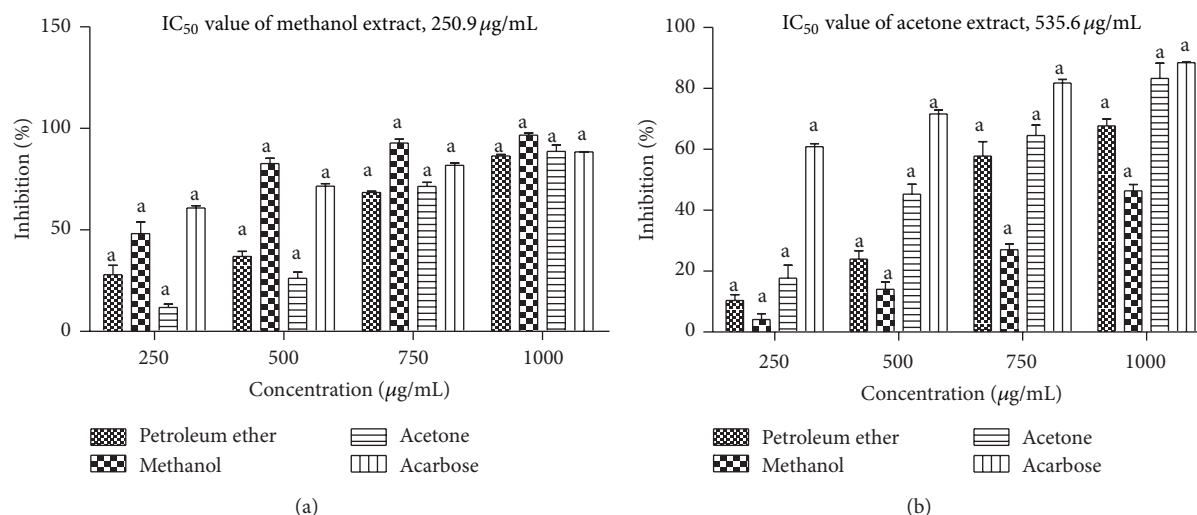 IC50 value of methanol extract, 250.9 μg/mL
150
100
50
0
Inhibition (%)
a a a a a a a a a a a a a a a a
250 500 750 1000
Concentration (μg/mL)
Petroleum ether Acetone
Methanol Acarbose
(a)
IC50 value of acetone extract, 535.6 μg/mL
100
80
60
40
20
0
Inhibition (%)
a a a a a a a a a a a a a a a a
250 500 750 1000
Concentration (μg/mL)
Petroleum ether Acetone
Methanol Acarbose
(b)